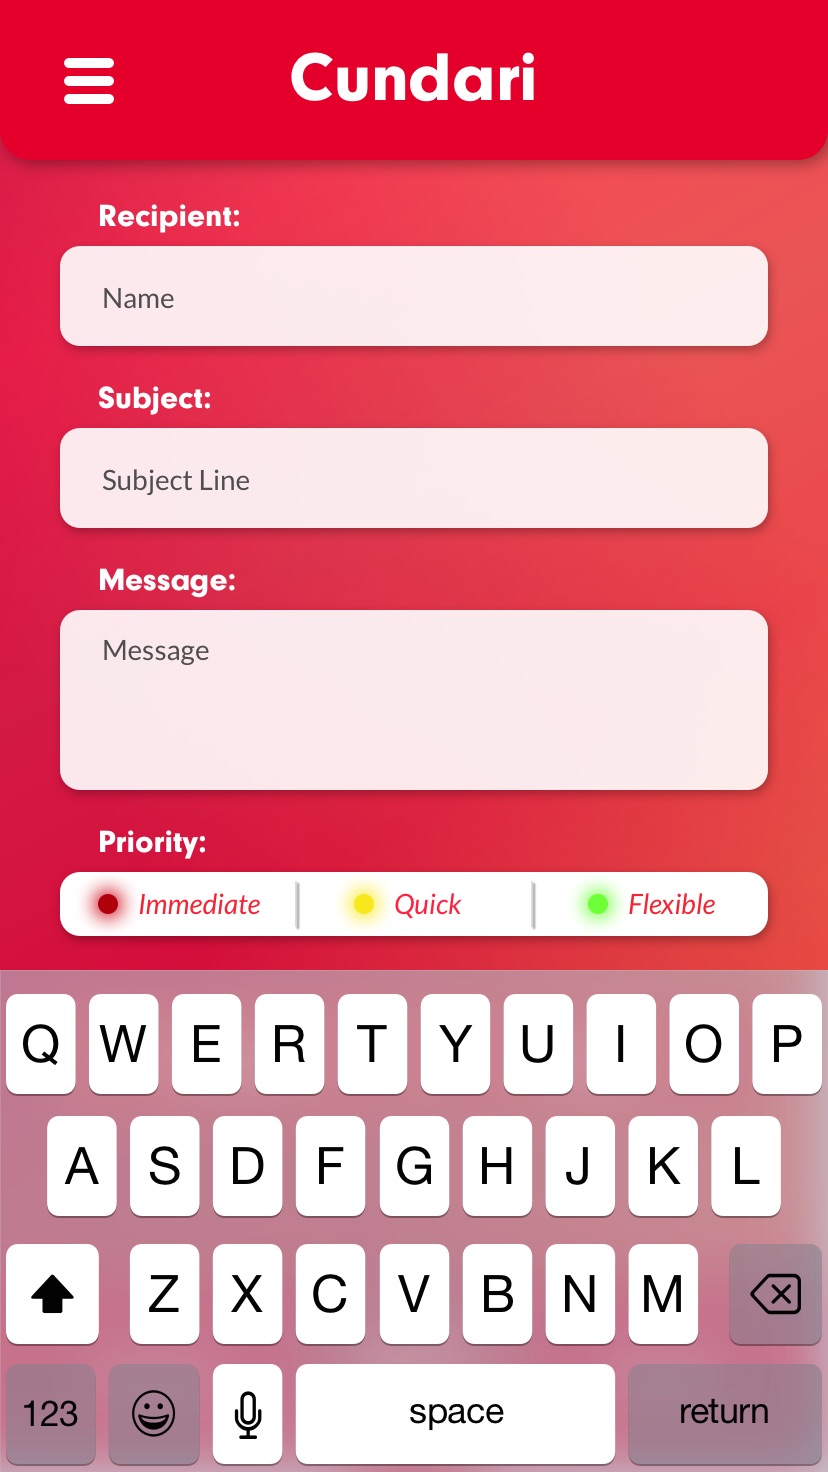 Cundari
Recipient:
Name
Subject:
Subject Line
Message:
Message
Priority:
Immediate Quick Flexible
Q W E R T Y U I O P
A S D F G H J K L
Z X C V B N M
123 space return